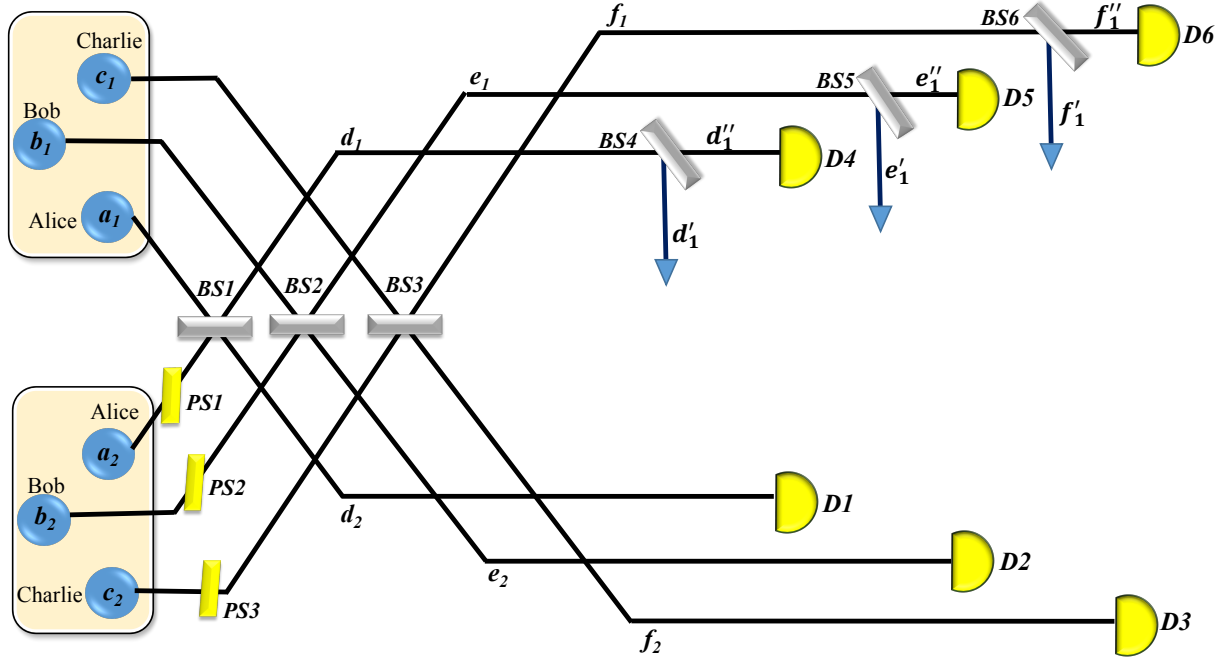 f₁
BS6
f₁′′
D6
Charlie
c₁
e₁
BS5
e₁′′
D5
Bob
b₁
d₁
BS4
d₁′′
D4
f₁′
e₁′
Alice
a₁
d₁′
BS1
BS2
BS3
PS1
Alice
a₂
Bob
b₂
PS2
d₂
D1
Charlie
c₂
PS3
e₂
D2
f₂
D3